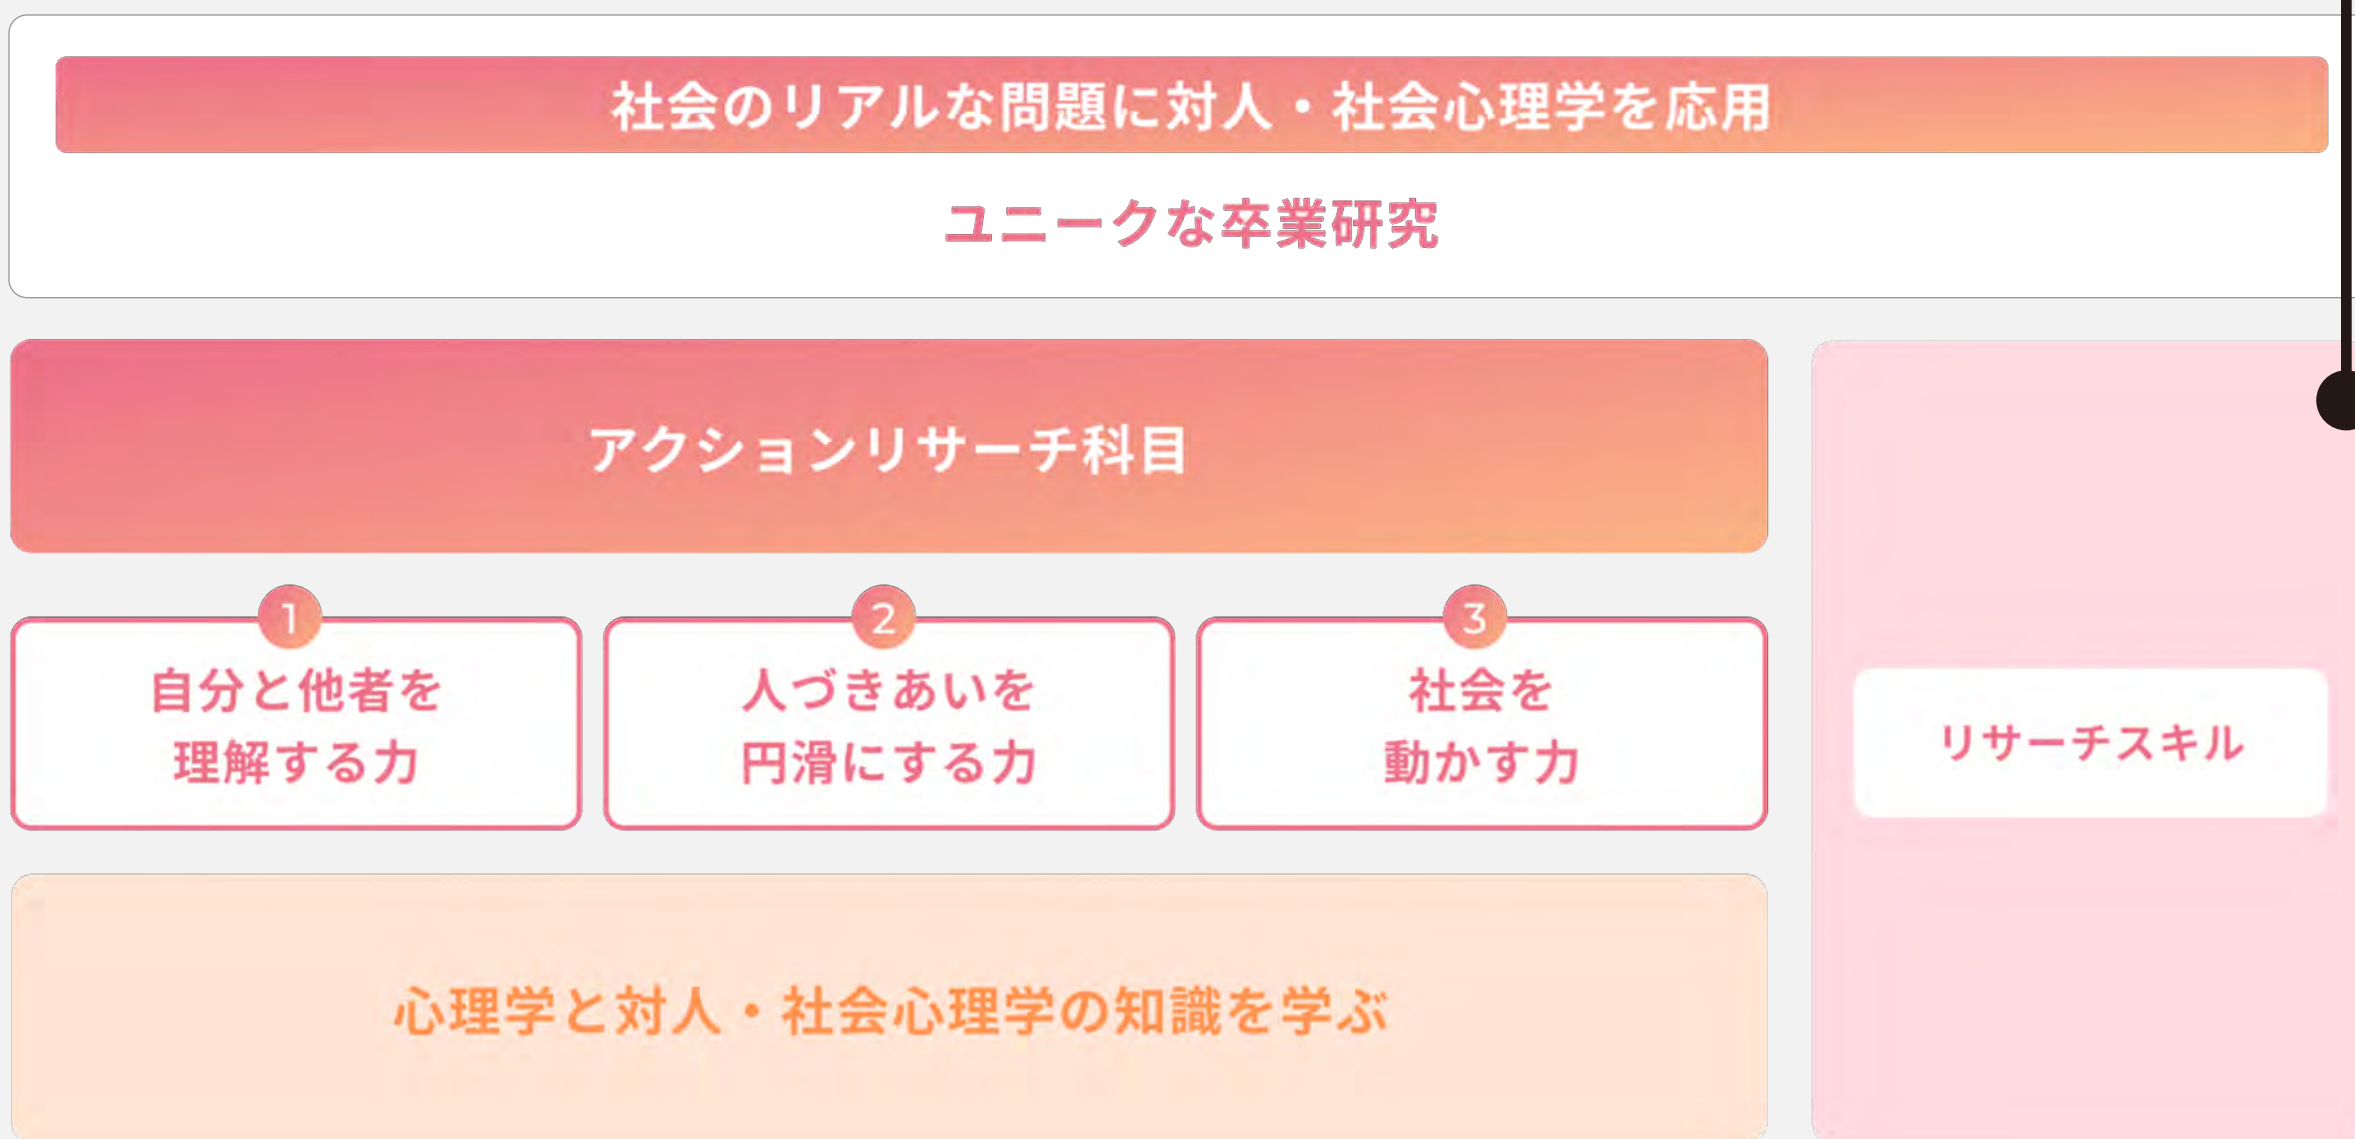 社会のリアルな問題に対人・社会心理学を応用
ユニークな卒業研究
アクションリサーチ科目
1
自分と他者を
理解する力
2
人づきあいを
円滑にする力
3
社会を
動かす力
リサーチスキル
心理学と対人・社会心理学の知識を学ぶ